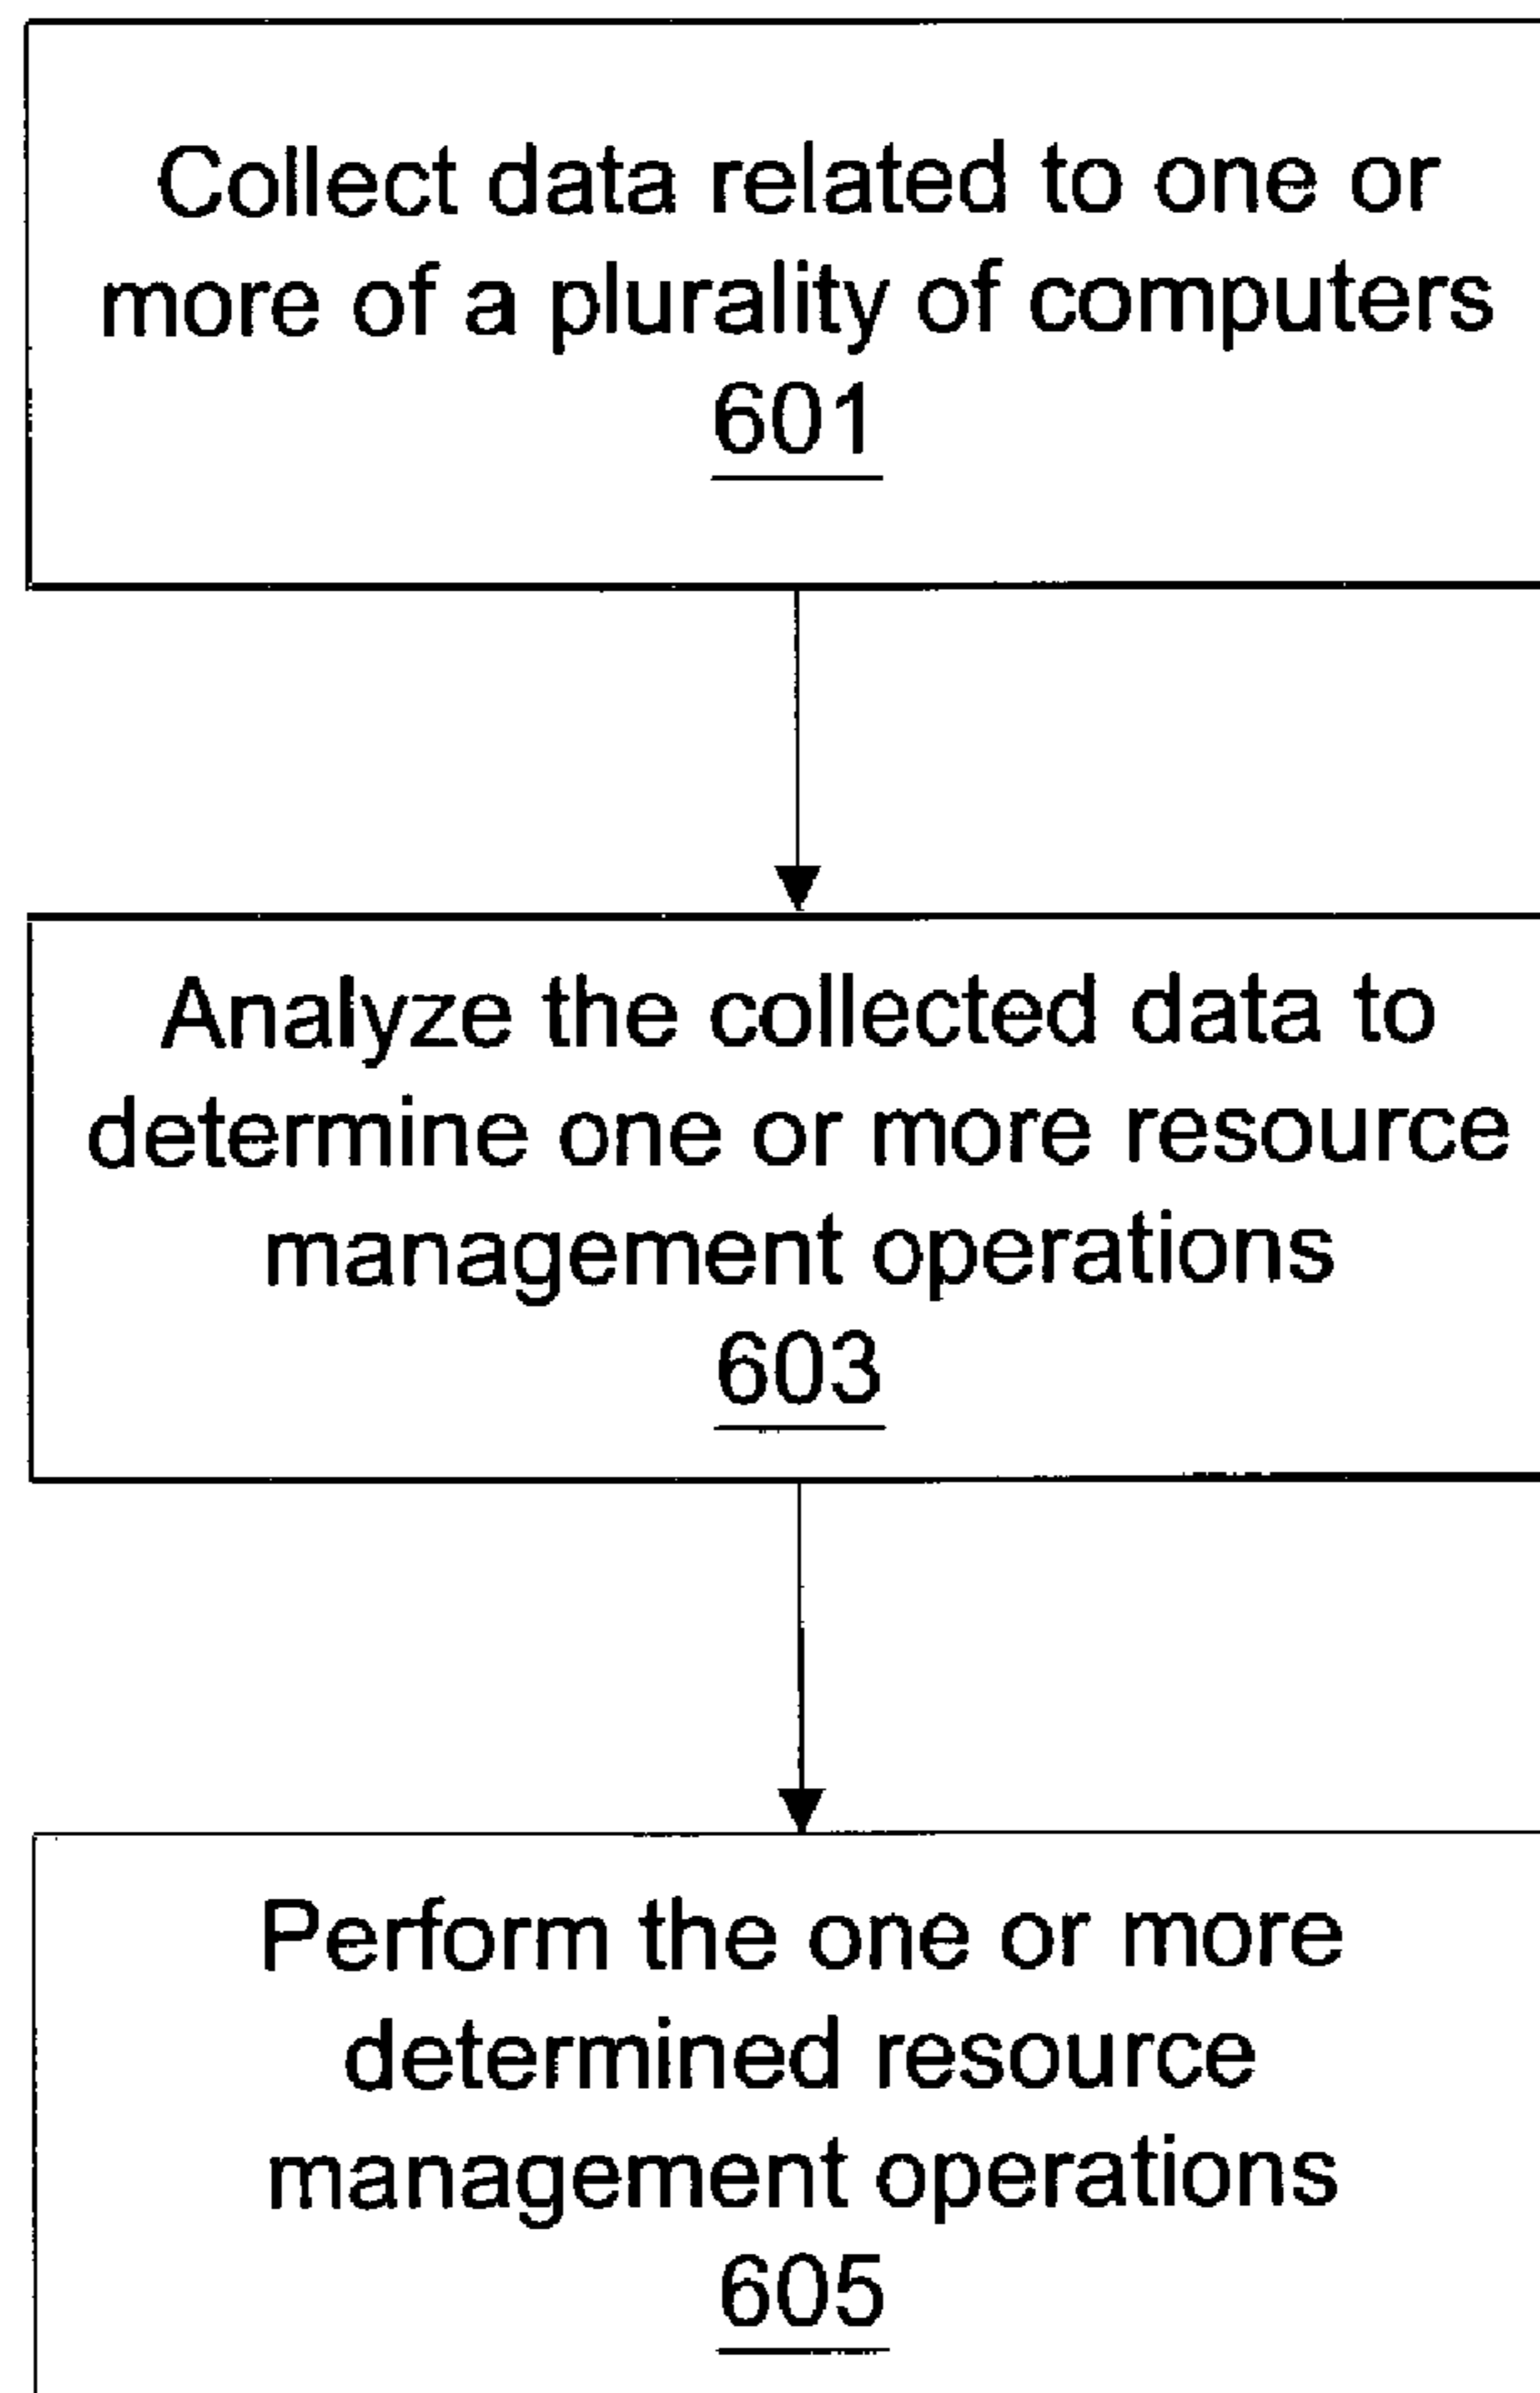 Collect data related to one or
more of a plurality of computers
601
Analyze the collected data to
determine one or more resource
management operations
603
Perform the one or more
determined resource
management operations
605